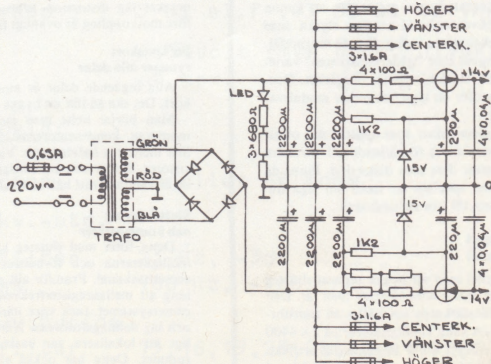 HÖGER
VÄNSTER
CENTERK.
3×1.6A
4×100Ω
+14V
LED
3×680Ω
2200µ
2200µ
2200µ
1K2
15V
220µ
4×0,04µ
0,63A
220V~
GRÖN
RÖD
BLÅ
TRAFO
0
2200µ
2200µ
2200µ
1K2
15V
220µ
4×0,04µ
4×100Ω
-14V
3×1.6A
CENTERK.
VÄNSTER
HÖGER